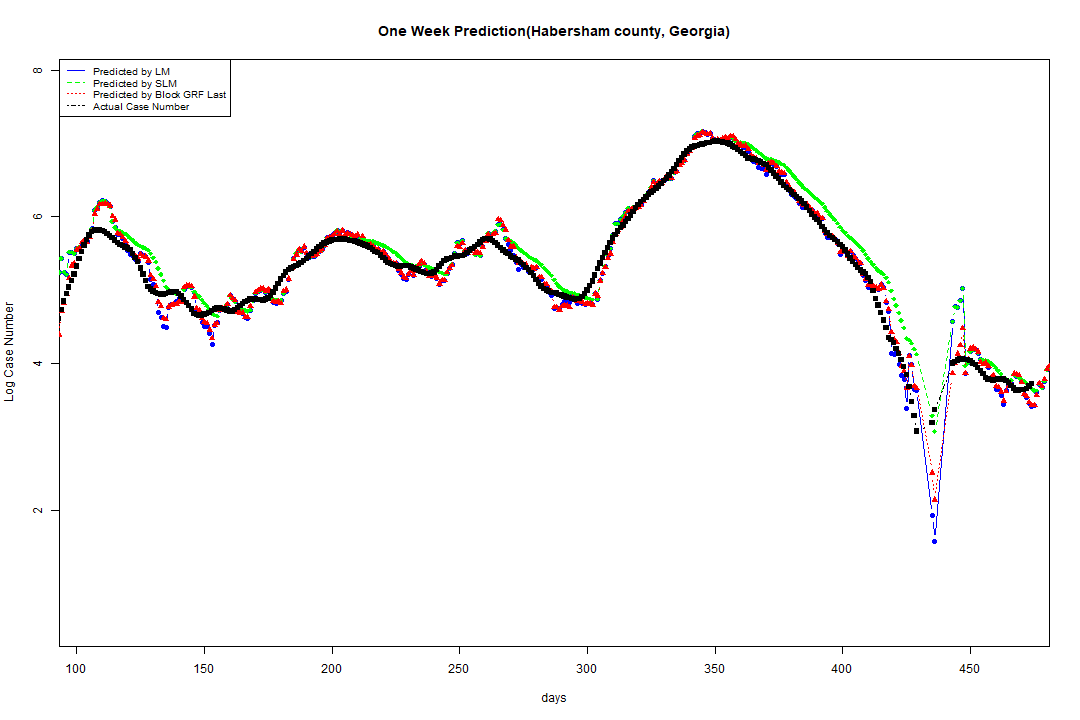 One Week Prediction(Habersham county, Georgia)
Predicted by LM
Predicted by SLM
Predicted by Block GRF Last
Actual Case Number
8
6
4
2
Log Case Number
100 150 200 250 300 350 400 450
days